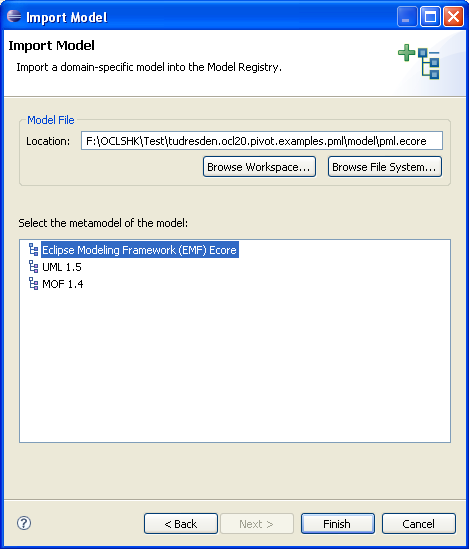 Import Model
Import Model
Import a domain-specific model into the Model Registry.
Model File
Location: F:\OCLSHK\Test\tudresden.ocl20.pivot.examples.pml\model\pml.ecore
Browse Workspace... Browse File System...
Select the metamodel of the model:
Eclipse Modeling Framework (EMF) Ecore
UML 1.5
MOF 1.4
? < Back Next > Finish Cancel